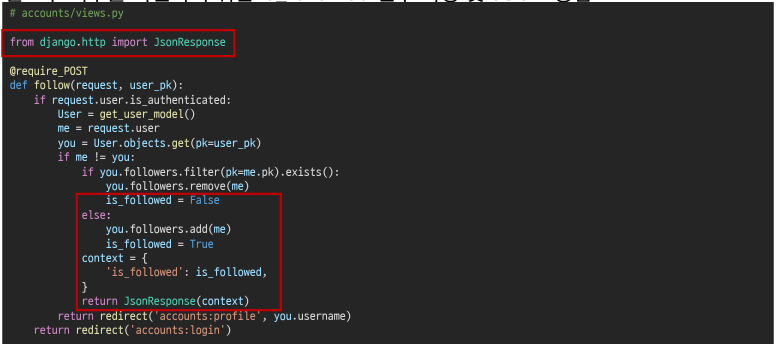 # accounts/views.py
from django.http import JsonResponse
@require_POST
def follow(request, user_pk):
    if request.user.is_authenticated:
        User = get_user_model()
        me = request.user
        you = User.objects.get(pk=user_pk)
        if me != you:
            if you.followers.filter(pk=me.pk).exists():
                you.followers.remove(me)
                is_followed = False
            else:
                you.followers.add(me)
                is_followed = True
            context = {
                'is_followed': is_followed,
            }
            return JsonResponse(context)
        return redirect('accounts:profile', you.username)
    return redirect('accounts:login')